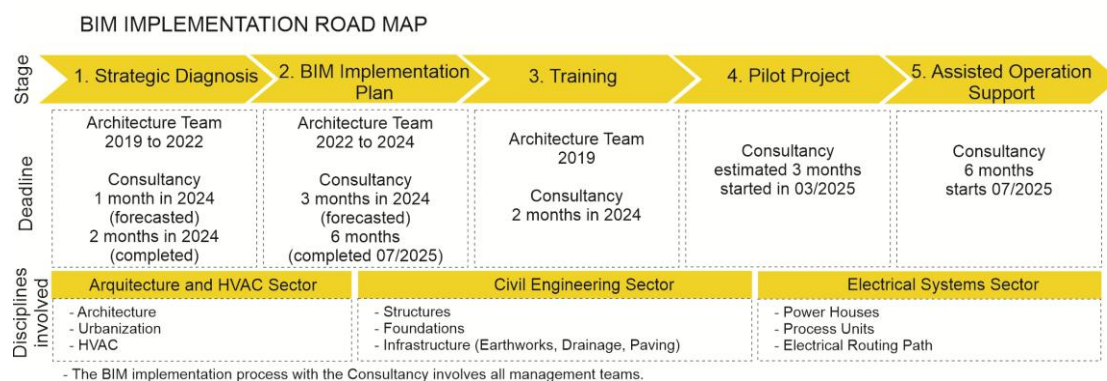 BIM IMPLEMENTATION ROAD MAP
Stage
1. Strategic Diagnosis
2. BIM Implementation
Plan
3. Training
4. Pilot Project
5. Assisted Operation
Support
Deadline
Architecture Team
2019 to 2022
Consultancy
1 month in 2024
(forecasted)
2 months in 2024
(completed)
Architecture Team
2022 to 2024
Consultancy
3 months in 2024
(forecasted)
6 months
(completed 07/2025)
Architecture Team
2019
Consultancy
2 months in 2024
Consultancy
estimated 3 months
started in 03/2025
Consultancy
6 months
starts 07/2025
Disciplines
involved
Arquitecture and HVAC Sector
- Architecture
- Urbanization
- HVAC
Civil Engineering Sector
- Structures
- Foundations
- Infrastructure (Earthworks, Drainage, Paving)
Electrical Systems Sector
- Power Houses
- Process Units
- Electrical Routing Path
- The BIM implementation process with the Consultancy involves all management teams.